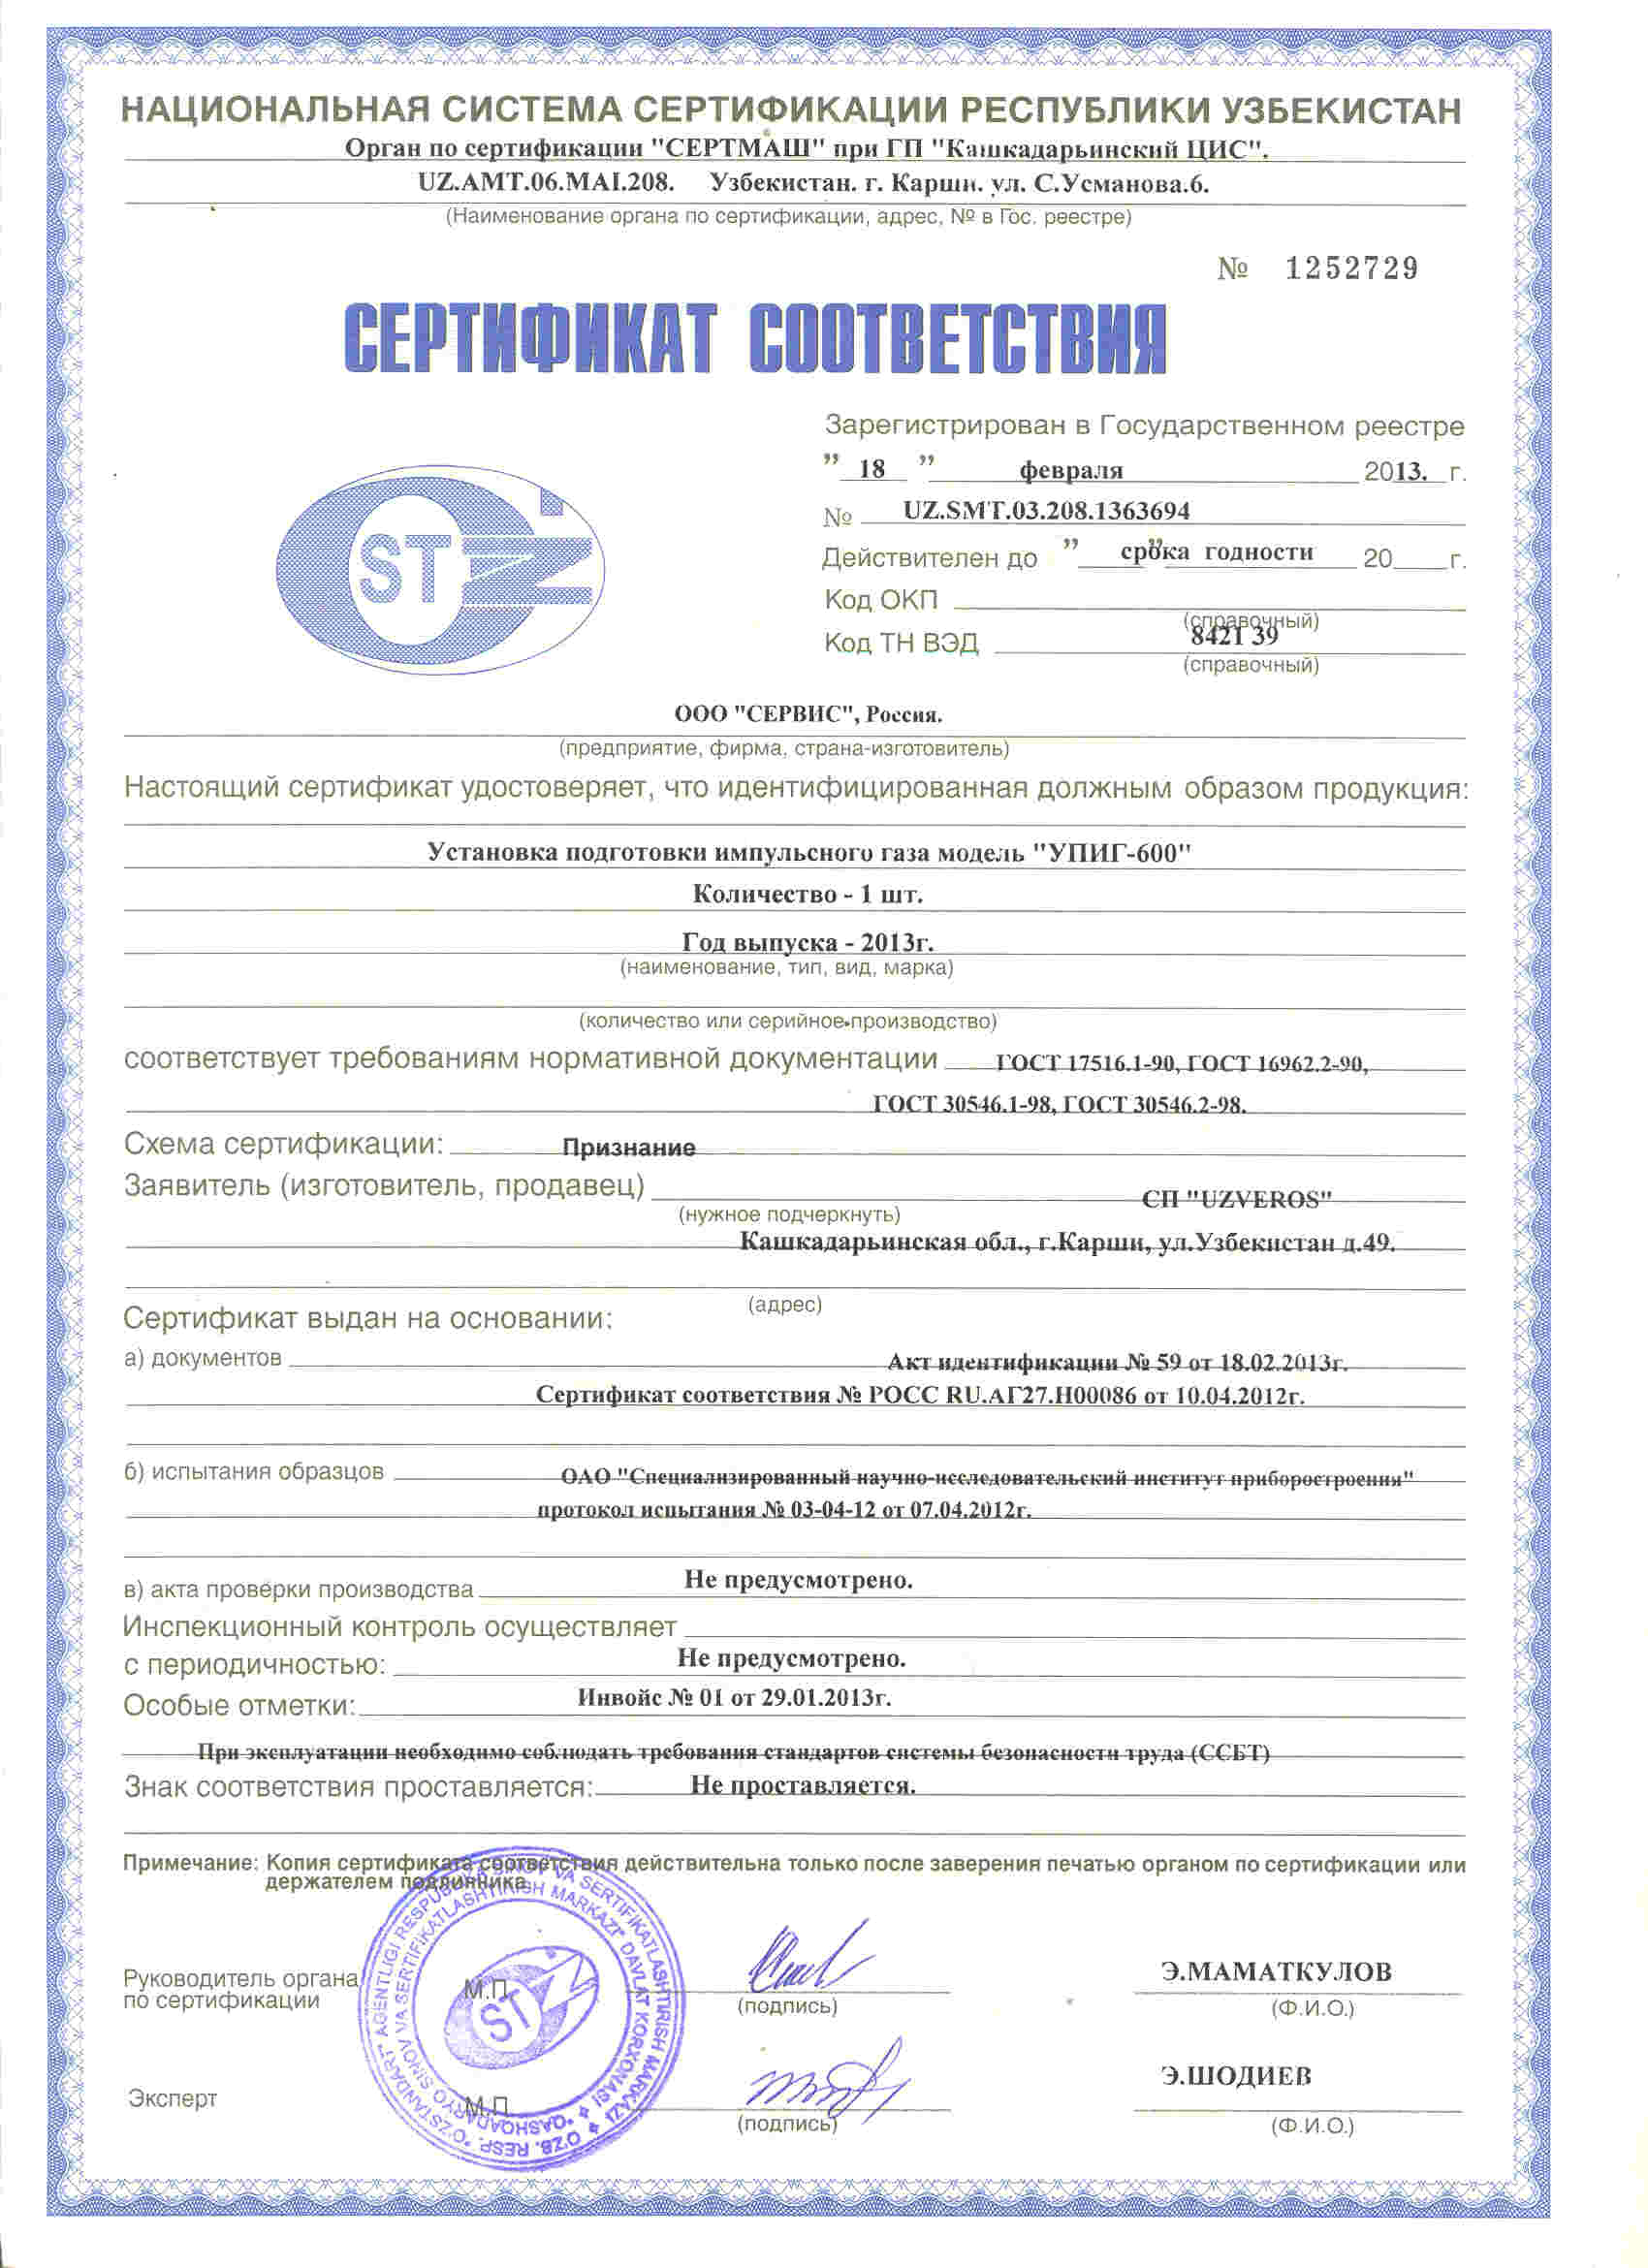 НАЦИОНАЛЬНАЯ СИСТЕМА СЕРТИФИКАЦИИ РЕСПУБЛИКИ УЗБЕКИСТАН
Орган по сертификации "СЕРТМАШ" при ГП "Кашкадарьинский ЦИС".
UZ.AMT.06.MAI.208. Узбекистан. г. Карши. ул. С.Усманова.6.
(Наименование органа по сертификации, адрес, № в Гос. реестре)
№ 1252729
СЕРТИФИКАТ СООТВЕТСТВИЯ
Зарегистрирован в Государственном реестре
" 18 " февраля 2013. г.
№ UZ.SMT.03.208.1363694
Действителен до " срока годности " 20 г.
Код ОКП
(справочный)
Код ТН ВЭД 8421 39
(справочный)
ST
ООО "СЕРВИС", Россия.
(предприятие, фирма, страна-изготовитель)
Настоящий сертификат удостоверяет, что идентифицированная должным образом продукция:
Установка подготовки импульсного газа модель "УПИГ-600"
Количество - 1 шт.
Год выпуска - 2013г.
(наименование, тип, вид, марка)
(количество или серийное производство)
соответствует требованиям нормативной документации ГОСТ 17516.1-90, ГОСТ 16962.2-90,
ГОСТ 30546.1-98, ГОСТ 30546.2-98.
Схема сертификации: Признание
Заявитель (изготовитель, продавец) СП "UZVEROS"
(нужное подчеркнуть)
Кашкадарьинская обл., г.Карши, ул.Узбекистан д.49.
(адрес)
Сертификат выдан на основании:
а) документов Акт идентификации № 59 от 18.02.2013г.
Сертификат соответствия № РОСС RU.АГ27.Н00086 от 10.04.2012г.
б) испытания образцов ОАО "Специализированный научно-исследовательский институт приборостроения"
протокол испытания № 03-04-12 от 07.04.2012г.
в) акта проверки производства Не предусмотрено.
Инспекционный контроль осуществляет
с периодичностью: Не предусмотрено.
Особые отметки: Инвойс № 01 от 29.01.2013г.
При эксплуатации необходимо соблюдать требования стандартов системы безопасности труда (ССБТ)
Знак соответствия проставляется: Не проставляется.
Примечание: Копия сертификата соответствия действительна только после заверения печатью органом по сертификации или
держателем подлинника.
Руководитель органа
по сертификации
М.П.
(подпись)
Э.МАМАТКУЛОВ
(Ф.И.О.)
Эксперт
М.П.
(подпись)
Э.ШОДИЕВ
(Ф.И.О.)
O'ZB. RESP. "O'ZSTANDART" AGENTLIGI RESPUBLIKA SINOV VA SERTIFIKATLASHTIRISH MARKAZI
"QASHQADARYO SINOV VA SERTIFIKATLASHTIRISH MARKAZI" DAVLAT KORXONASI
ST